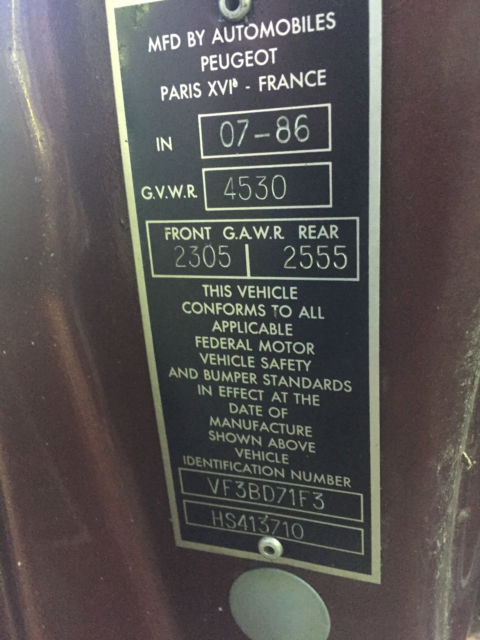 MFD BY AUTOMOBILES
PEUGEOT
PARIS XVIᵉ - FRANCE
IN 07-86
G.V.W.R. 4530
FRONT G.A.W.R. REAR
2305 2555
THIS VEHICLE
CONFORMS TO ALL
APPLICABLE
FEDERAL MOTOR
VEHICLE SAFETY
AND BUMPER STANDARDS
IN EFFECT AT THE
DATE OF
MANUFACTURE
SHOWN ABOVE
VEHICLE
IDENTIFICATION NUMBER
VF3BD71F3
HS413710